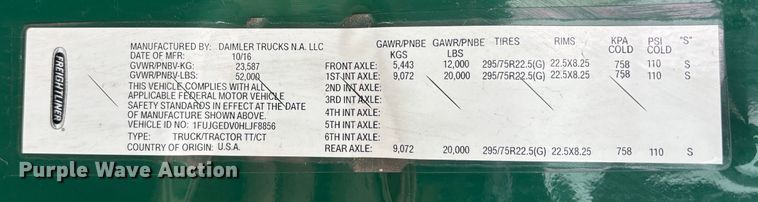 FREIGHTLINER
MANUFACTURED BY: DAIMLER TRUCKS N.A. LLC
DATE OF MFR: 10/16
GVWR/PNBV-KG: 23,587
GVWR/PNBV-LBS: 52,000
THIS VEHICLE COMPLIES WITH ALL
APPLICABLE FEDERAL MOTOR VEHICLE
SAFETY STANDARDS IN EFFECT AT THE DATE
OF MANUFACTURE SHOWN ABOVE.
VEHICLE ID: 1FUJGEDV0HLJF8856
TYPE: TRUCK/TRACTOR TT/CT
COUNTRY OF ORIGIN: U.S.A.
GAWR/PNBE KGS GAWR/PNBE LBS TIRES RIMS KPA COLD PSI COLD "S"
FRONT AXLE: 5,443 12,000 295/75R22.5(G) 22.5X8.25 758 110 S
1ST INT AXLE: 9,072 20,000 295/75R22.5(G) 22.5X8.25 758 110 S
2ND INT AXLE:
3RD INT AXLE:
4TH INT AXLE:
5TH INT AXLE:
6TH INT AXLE:
REAR AXLE: 9,072 20,000 295/75R22.5(G) 22.5X8.25 758 110 S
Purple Wave Auction